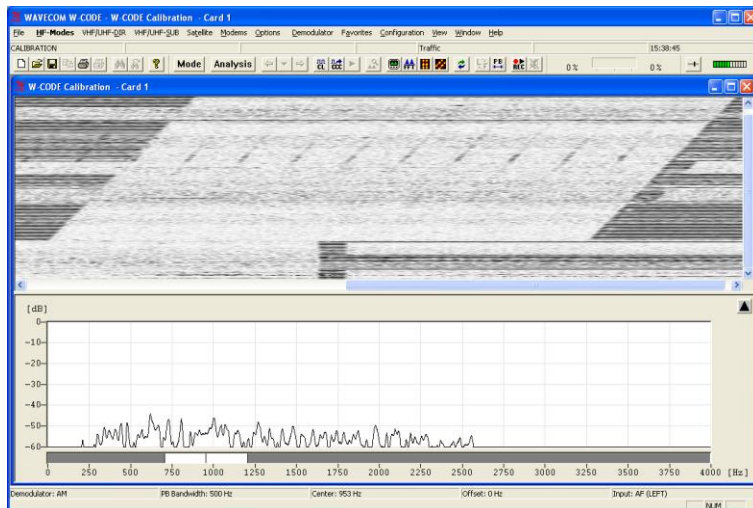 WAVECOM W-CODE - W-CODE Calibration - Card 1
File HF-Modes VHF/UHF-DIR VHF/UHF-SUB Satellite Modems Options Demodulator Favorites Configuration View Window Help
CALIBRATION Traffic 15:38:45
Mode Analysis CL CCC FB REC 0 % 0 %
W-CODE Calibration - Card 1
[dB]
0
-10
-20
-30
-40
-50
-60
0 250 500 750 1000 1250 1500 1750 2000 2250 2500 2750 3000 3250 3500 3750 4000 [Hz]
Demodulator: AM PB Bandwidth: 500 Hz Center: 953 Hz Offset: 0 Hz Input: AF (LEFT)
NUM